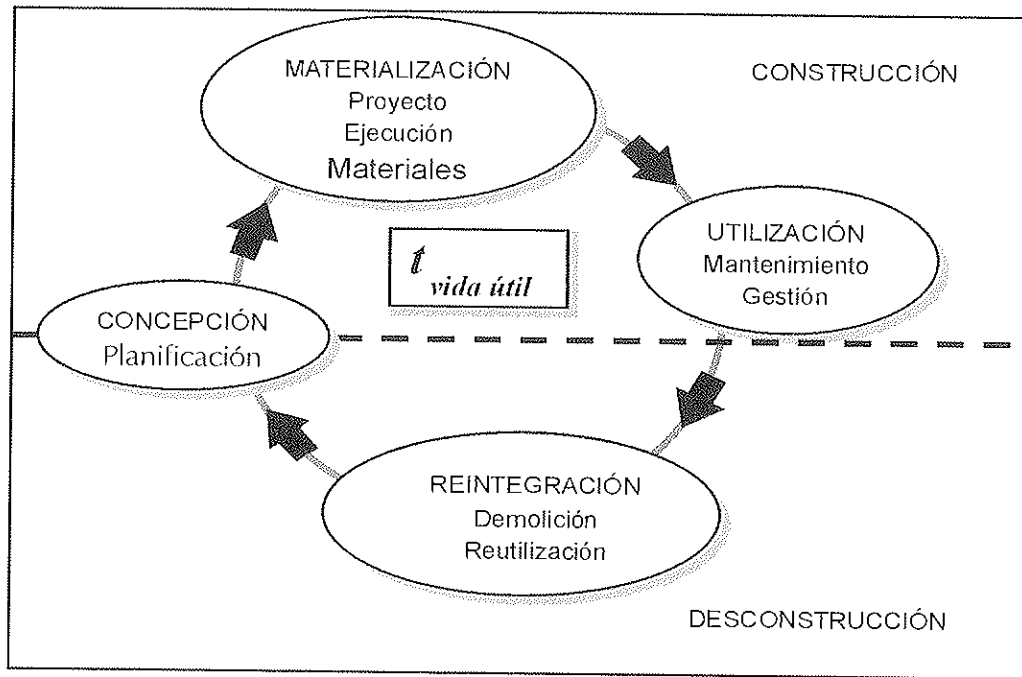 MATERIALIZACIÓN
Proyecto
Ejecución
Materiales
CONSTRUCCIÓN
UTILIZACIÓN
Mantenimiento
Gestión
t vida útil
CONCEPCIÓN
Planificación
REINTEGRACIÓN
Demolición
Reutilización
DESCONSTRUCCIÓN